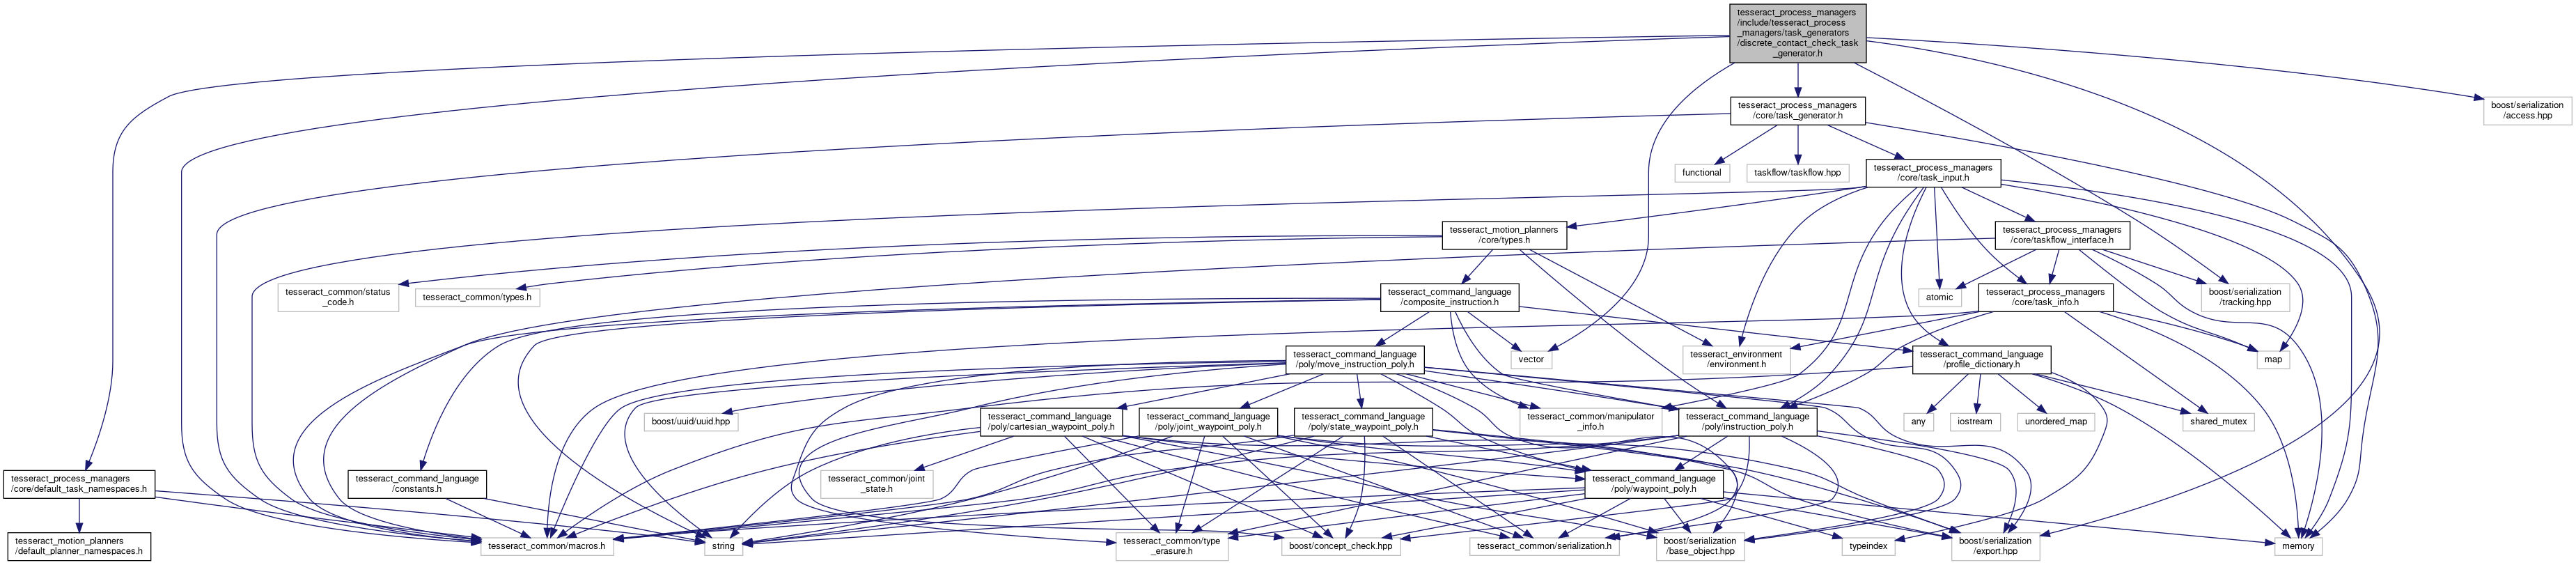 tesseract_process_managers
/include/tesseract_process
_managers/task_generators
/discrete_contact_check_task
_generator.h
tesseract_process_managers
/core/task_generator.h
boost/serialization
/access.hpp
functional
taskflow/taskflow.hpp
tesseract_process_managers
/core/task_input.h
tesseract_motion_planners
/core/types.h
tesseract_process_managers
/core/taskflow_interface.h
tesseract_common/status
_code.h
tesseract_common/types.h
tesseract_command_language
/composite_instruction.h
atomic
tesseract_process_managers
/core/task_info.h
boost/serialization
/tracking.hpp
tesseract_command_language
/poly/move_instruction_poly.h
vector
tesseract_environment
/environment.h
tesseract_command_language
/profile_dictionary.h
map
boost/uuid/uuid.hpp
tesseract_command_language
/poly/cartesian_waypoint_poly.h
tesseract_command_language
/poly/joint_waypoint_poly.h
tesseract_command_language
/poly/state_waypoint_poly.h
tesseract_common/manipulator
_info.h
tesseract_command_language
/poly/instruction_poly.h
any
iostream
unordered_map
shared_mutex
tesseract_process_managers
/core/default_task_namespaces.h
tesseract_command_language
/constants.h
tesseract_common/joint
_state.h
tesseract_command_language
/poly/waypoint_poly.h
tesseract_motion_planners
/default_planner_namespaces.h
tesseract_common/macros.h
string
tesseract_common/type
_erasure.h
boost/concept_check.hpp
tesseract_common/serialization.h
boost/serialization
/base_object.hpp
typeindex
boost/serialization
/export.hpp
memory